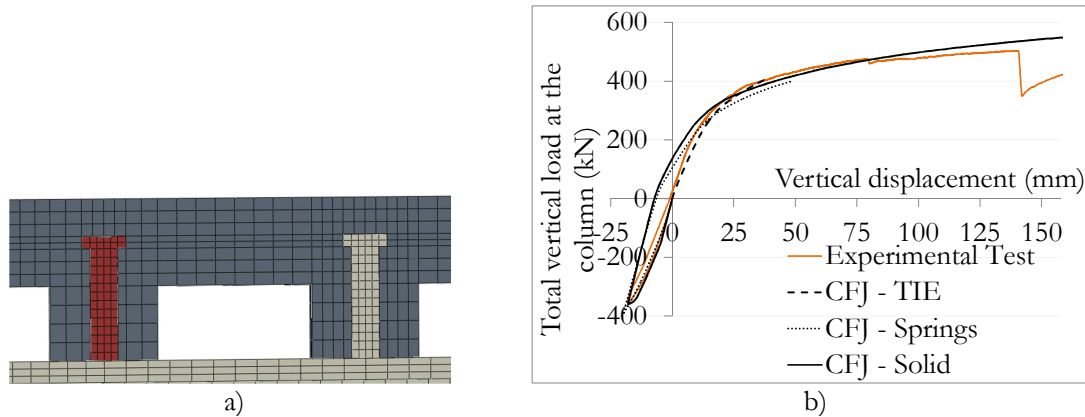 600
400
200
0
-200
-400
-25
0
25
50
75
100
125
150
Total vertical load at the
column (kN)
Vertical displacement (mm)
Experimental Test
CFJ - TIE
CFJ - Springs
CFJ - Solid
a)
b)